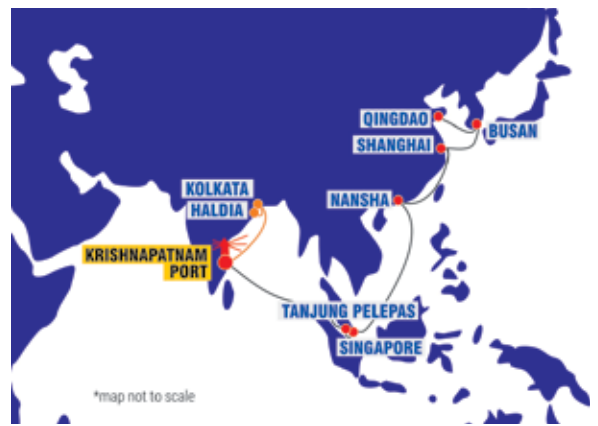 QINGDAO
BUSAN
SHANGHAI
KOLKATA
HALDIA
NANSHA
KRISHNAPATNAM
PORT
TANJUNG PELEPAS
SINGAPORE
*map not to scale